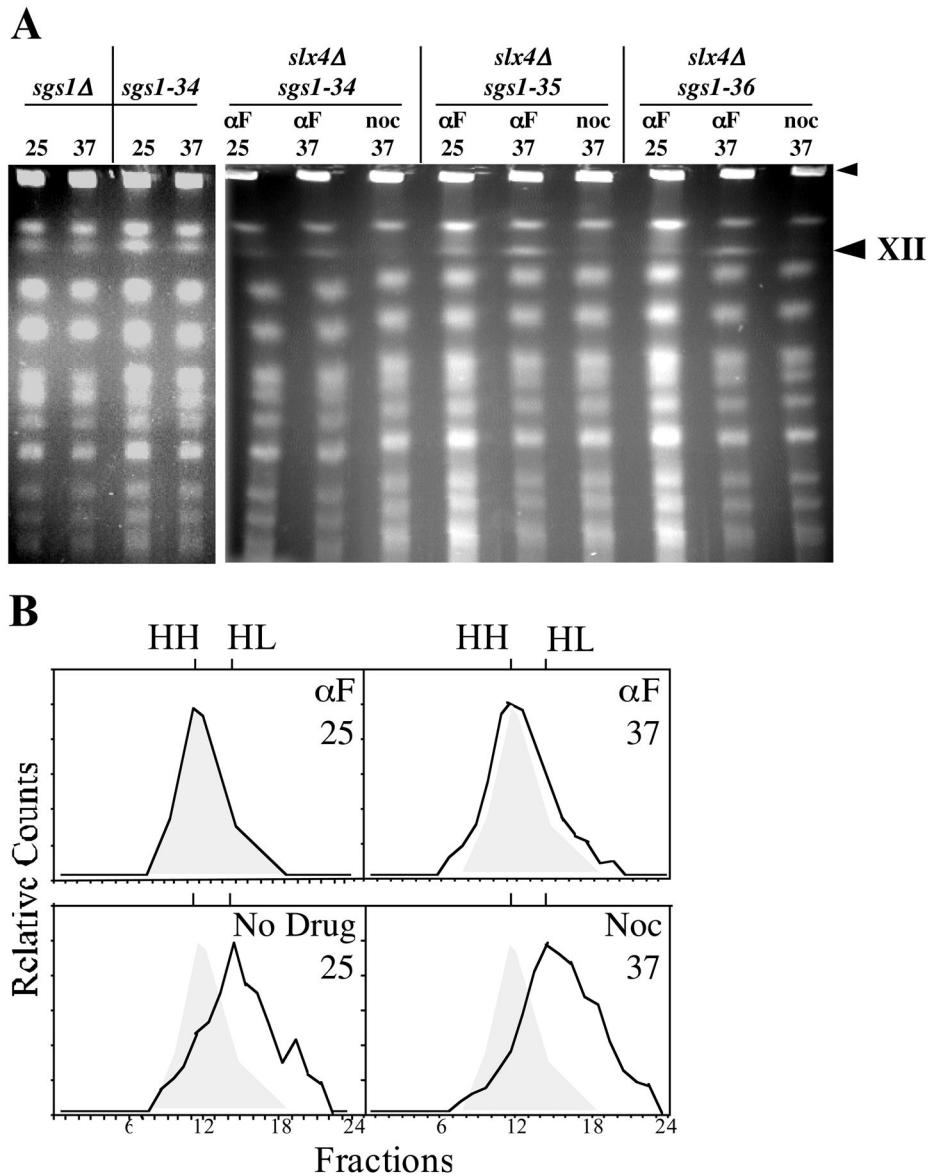 A
slx4Δ slx4Δ slx4Δ
sgs1Δ sgs1-34 sgs1-34 sgs1-35 sgs1-36
αF αF noc αF αF noc αF αF noc
25 37 25 37 25 37 37 25 37 37 25 37 37
XII
B
HH HL HH HL
αF αF
25 37
No Drug Noc
25 37
Relative Counts
6 12 18 24 6 12 18 24
Fractions